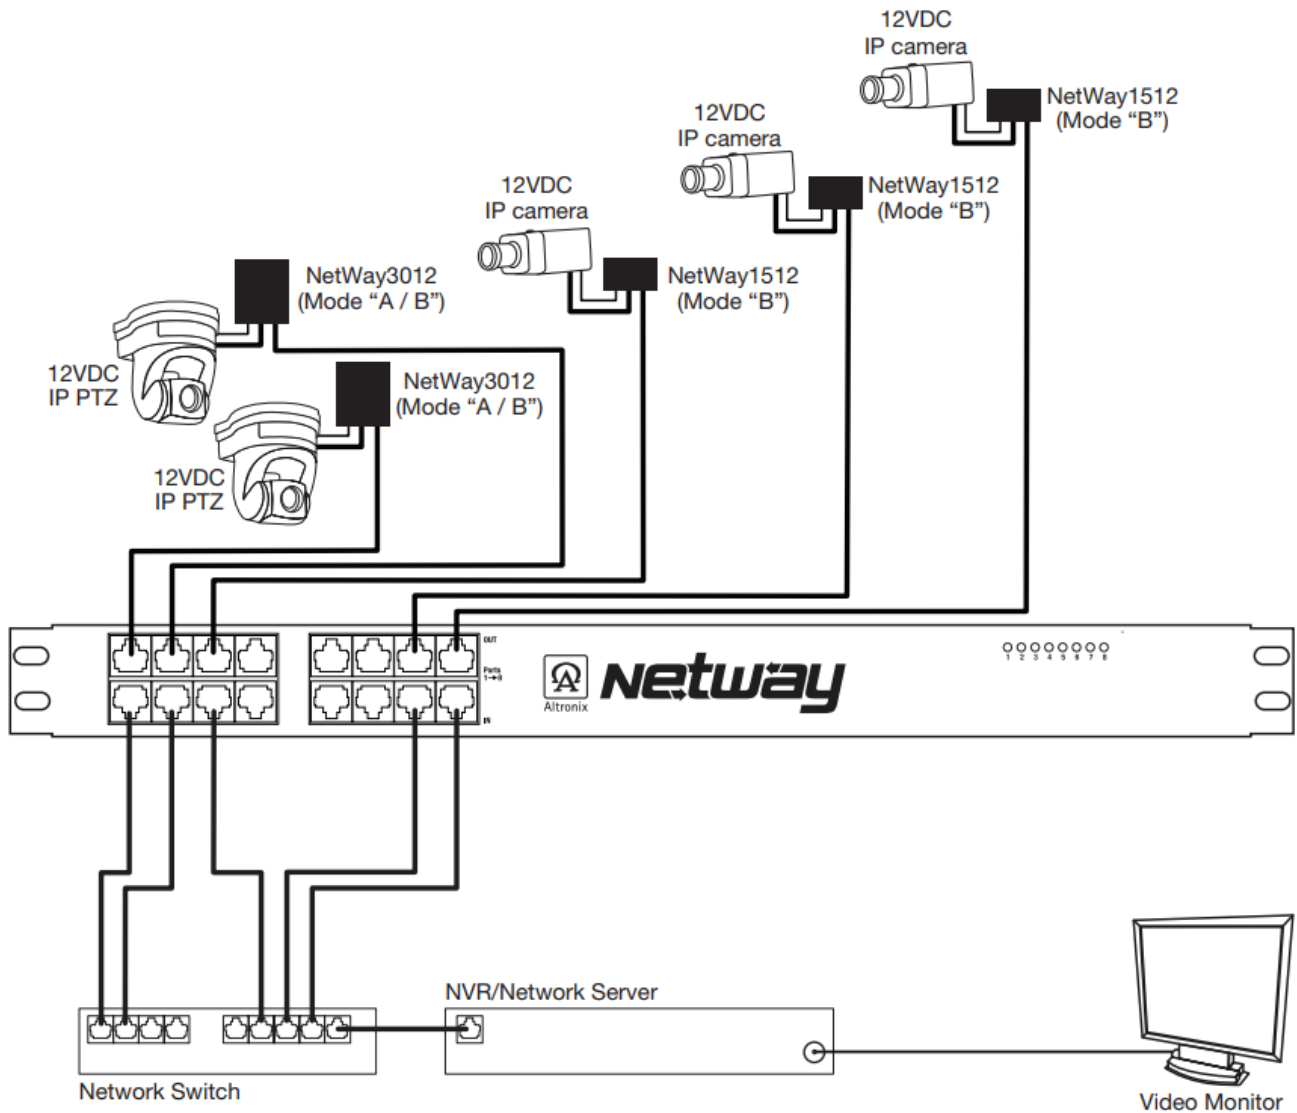 12VDC
IP camera
NetWay1512
(Mode “B”)
12VDC
IP camera
NetWay1512
(Mode “B”)
12VDC
IP camera
NetWay1512
(Mode “B”)
NetWay3012
(Mode “A / B”)
12VDC
IP PTZ
NetWay3012
(Mode “A / B”)
12VDC
IP PTZ
OUT
Ports
1→8
IN
Altronix
Netway
1 2 3 4 5 6 7 8
NVR/Network Server
Network Switch
Video Monitor